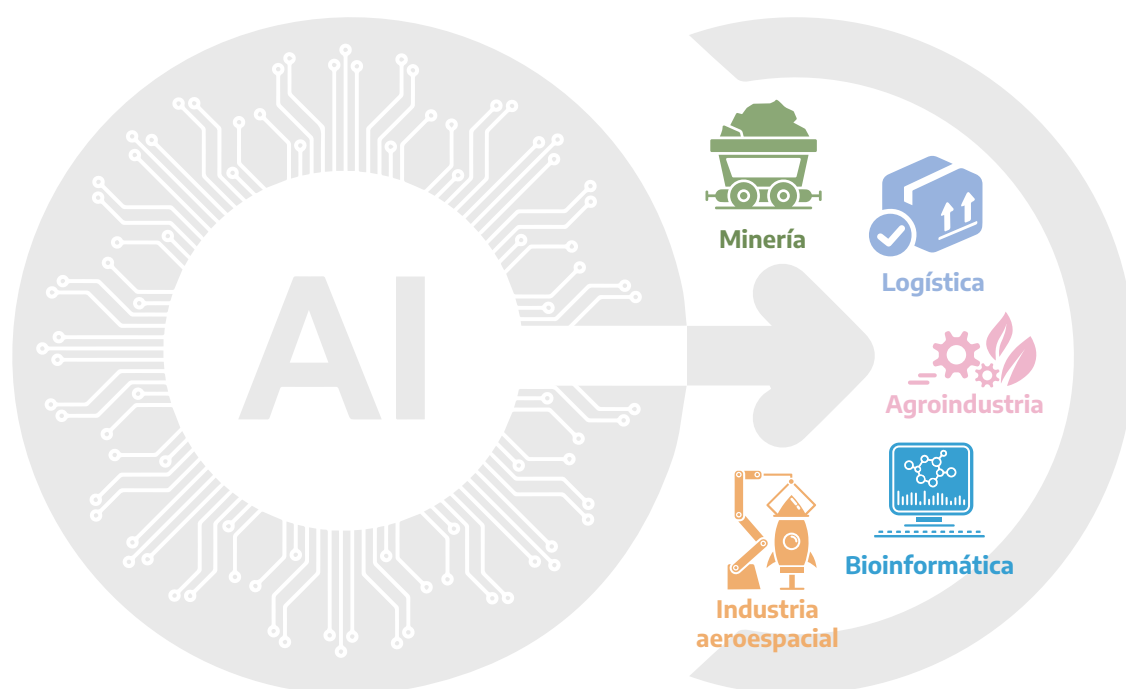 AI
Minería
Logística
Agroindustria
Bioinformática
Industria
aeroespacial